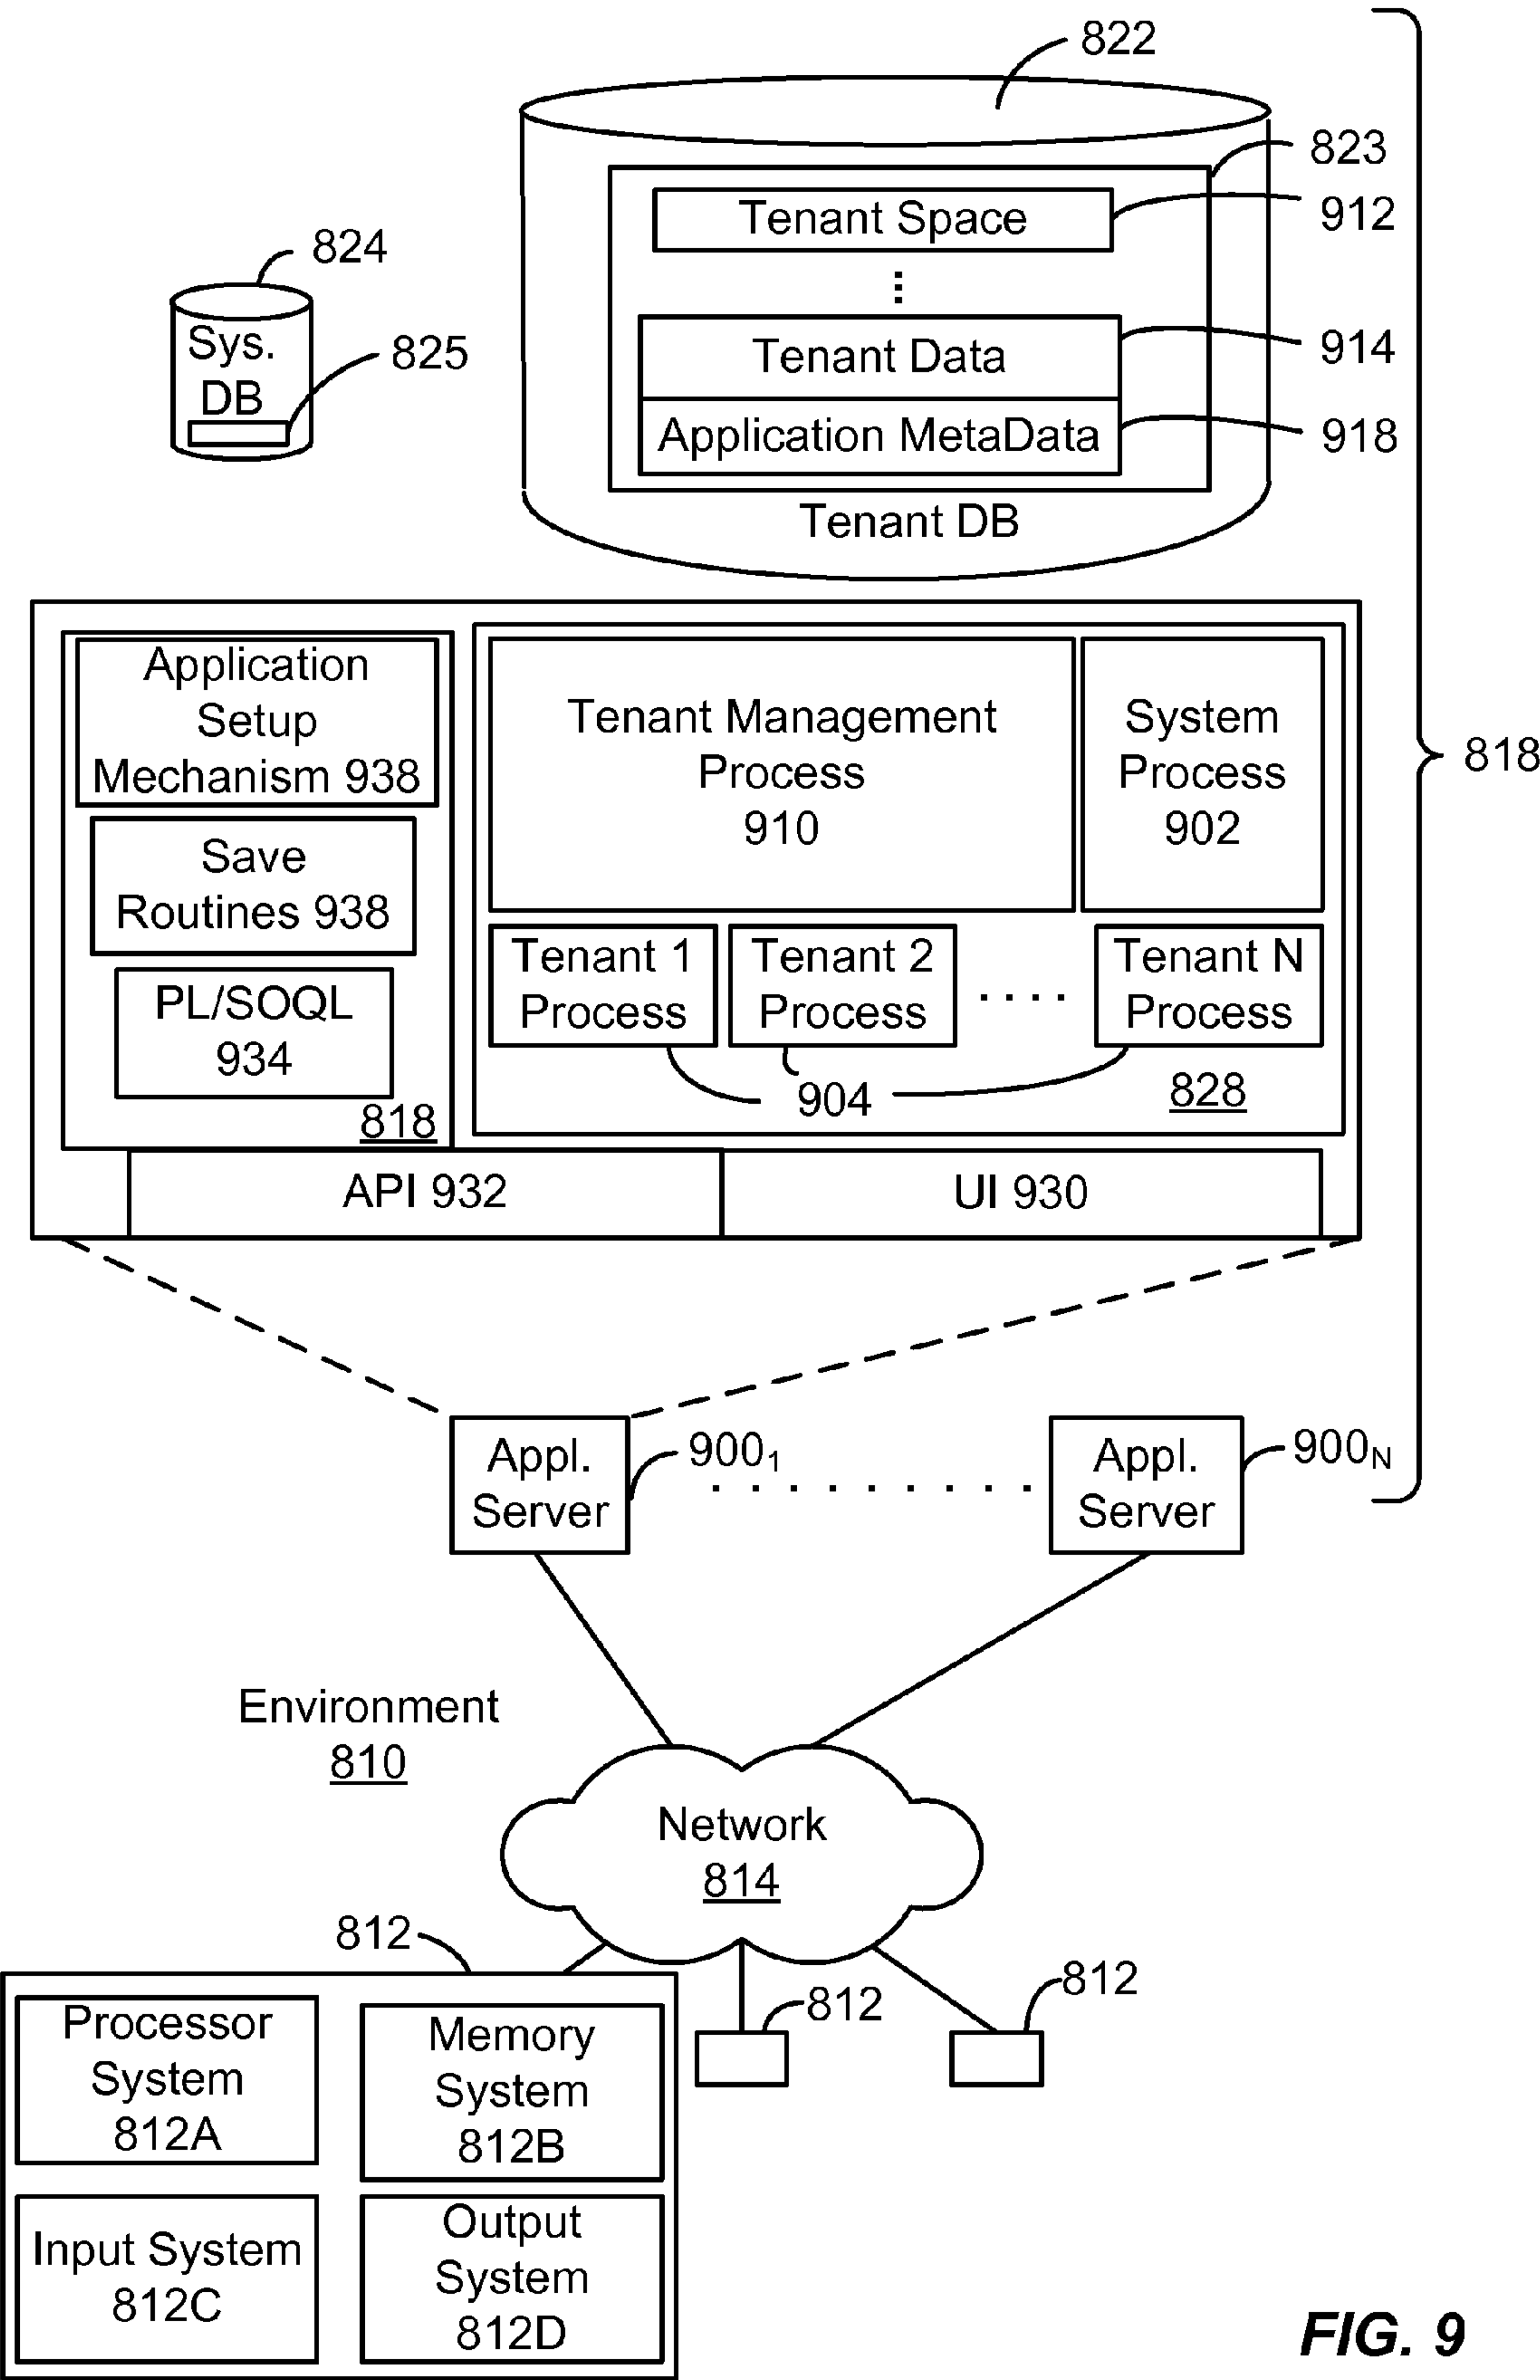 822
823
Tenant Space
912
824
Sys.
DB
825
Tenant Data
914
Application MetaData
918
Tenant DB
Application
Setup
Mechanism 938
Save
Routines 938
PL/SOQL
934
818
Tenant Management
Process
910
System
Process
902
818
Tenant 1
Process
Tenant 2
Process
....
Tenant N
Process
904
828
API 932
UI 930
Appl.
Server
900₁
Appl.
Server
900N
Environment
810
Network
814
812
812
812
Processor
System
812A
Memory
System
812B
Input System
812C
Output
System
812D
FIG. 9